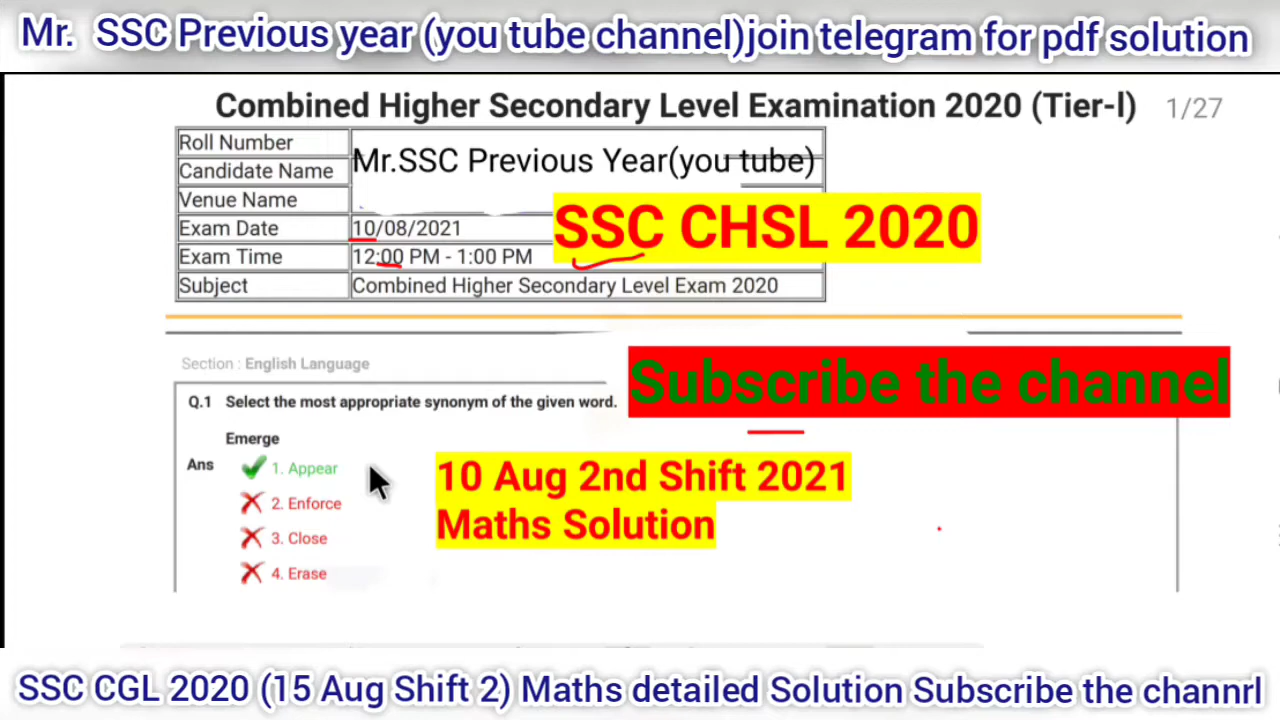 Mr. SSC Previous year (you tube channel)join telegram for pdf solution
Combined Higher Secondary Level Examination 2020 (Tier-I) 1/27
Roll Number
Candidate Name Mr.SSC Previous Year(you tube)
Venue Name
Exam Date 10/08/2021
SSC CHSL 2020
Exam Time 12:00 PM - 1:00 PM
Subject Combined Higher Secondary Level Exam 2020
Section : English Language
Subscribe the channel
Q.1 Select the most appropriate synonym of the given word.
Emerge
Ans 1. Appear
2. Enforce
3. Close
4. Erase
10 Aug 2nd Shift 2021
Maths Solution
SSC CGL 2020 (15 Aug Shift 2) Maths detailed Solution Subscribe the channrl